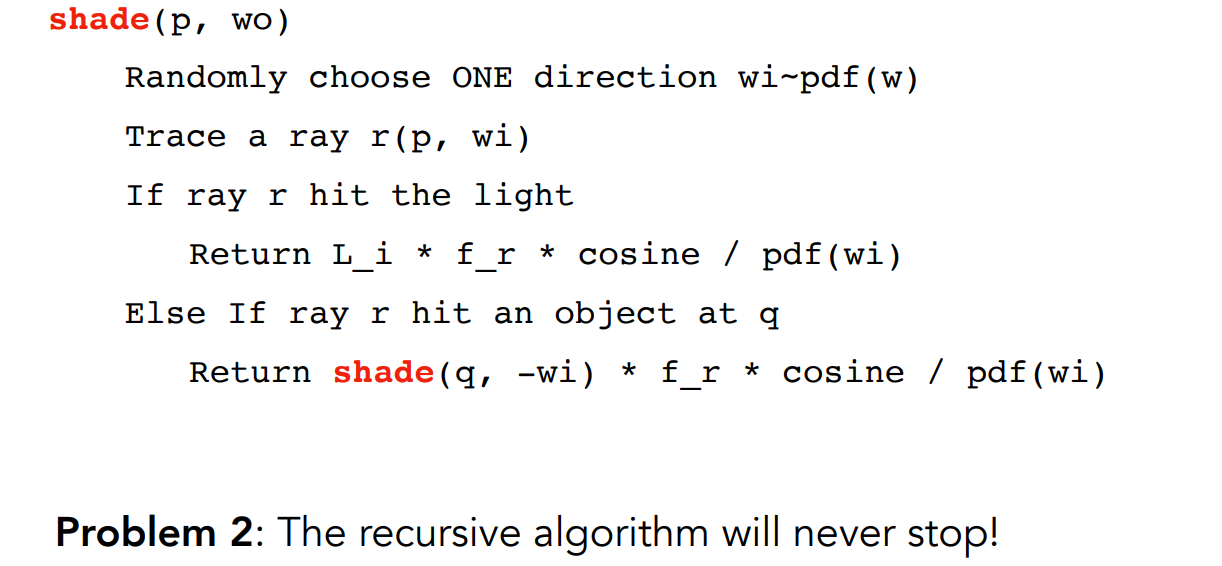 shade(p, wo)
Randomly choose ONE direction wi~pdf(w)
Trace a ray r(p, wi)
If ray r hit the light
Return L_i * f_r * cosine / pdf(wi)
Else If ray r hit an object at q
Return shade(q, -wi) * f_r * cosine / pdf(wi)
Problem 2: The recursive algorithm will never stop!